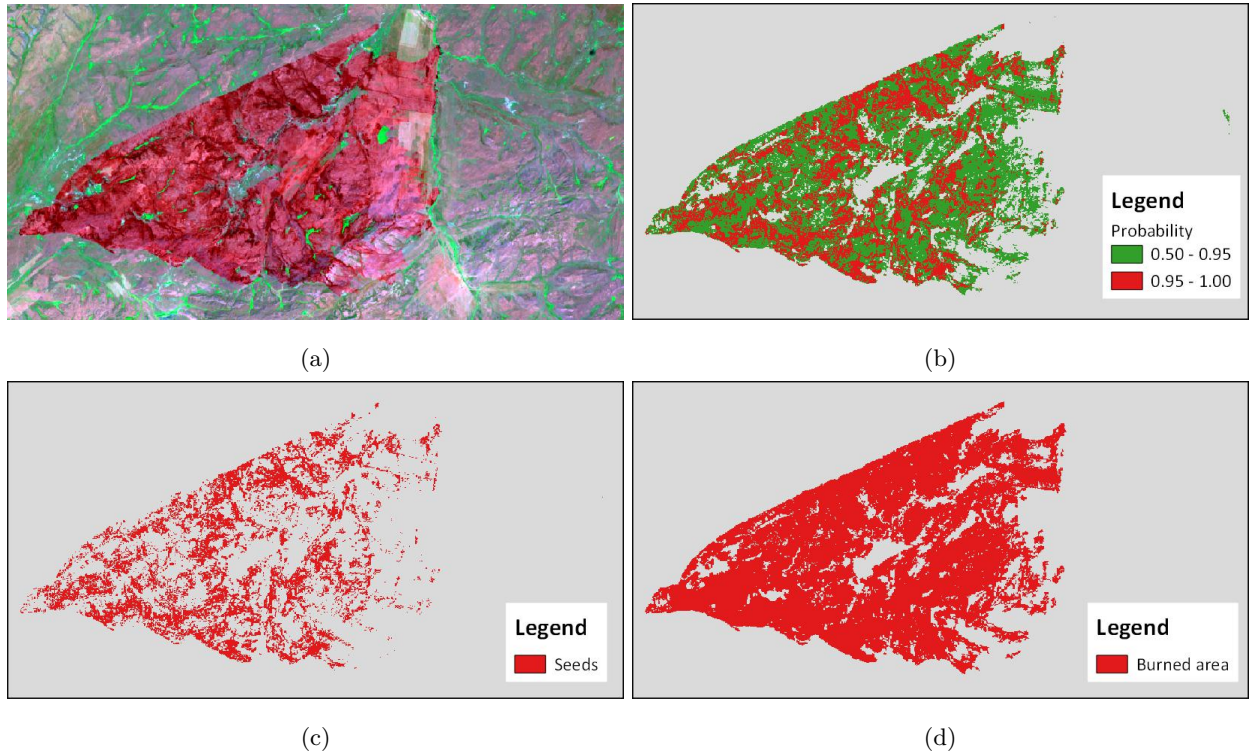 Legend
Probability
0.50 - 0.95
0.95 - 1.00
(a)
(b)
Legend
Seeds
Legend
Burned area
(c)
(d)